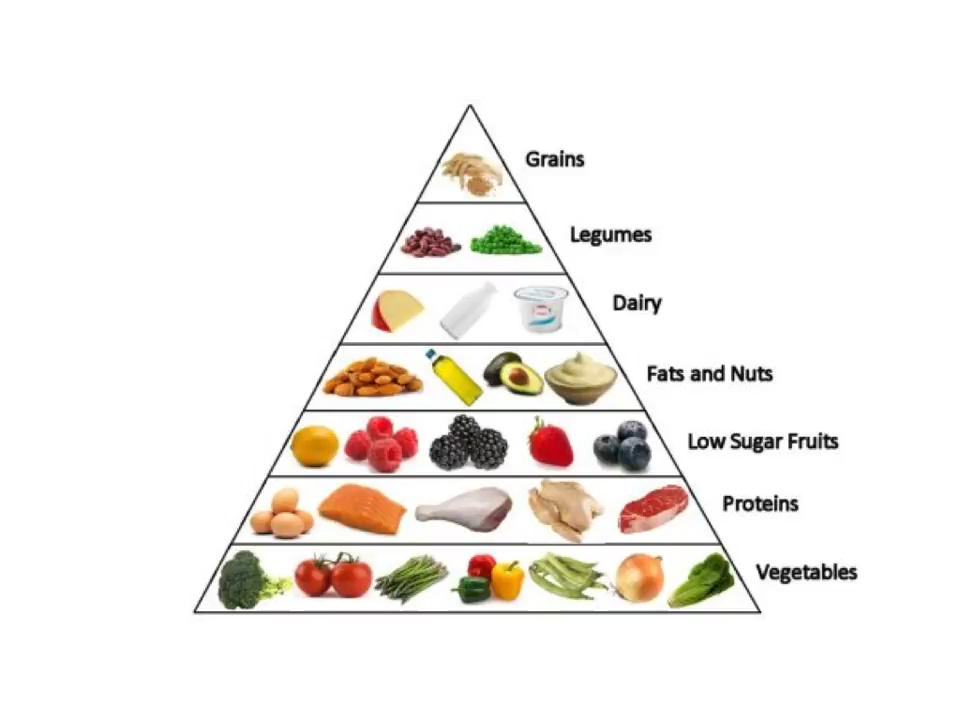 Grains
Legumes
Dairy
Fats and Nuts
Low Sugar Fruits
Proteins
Vegetables